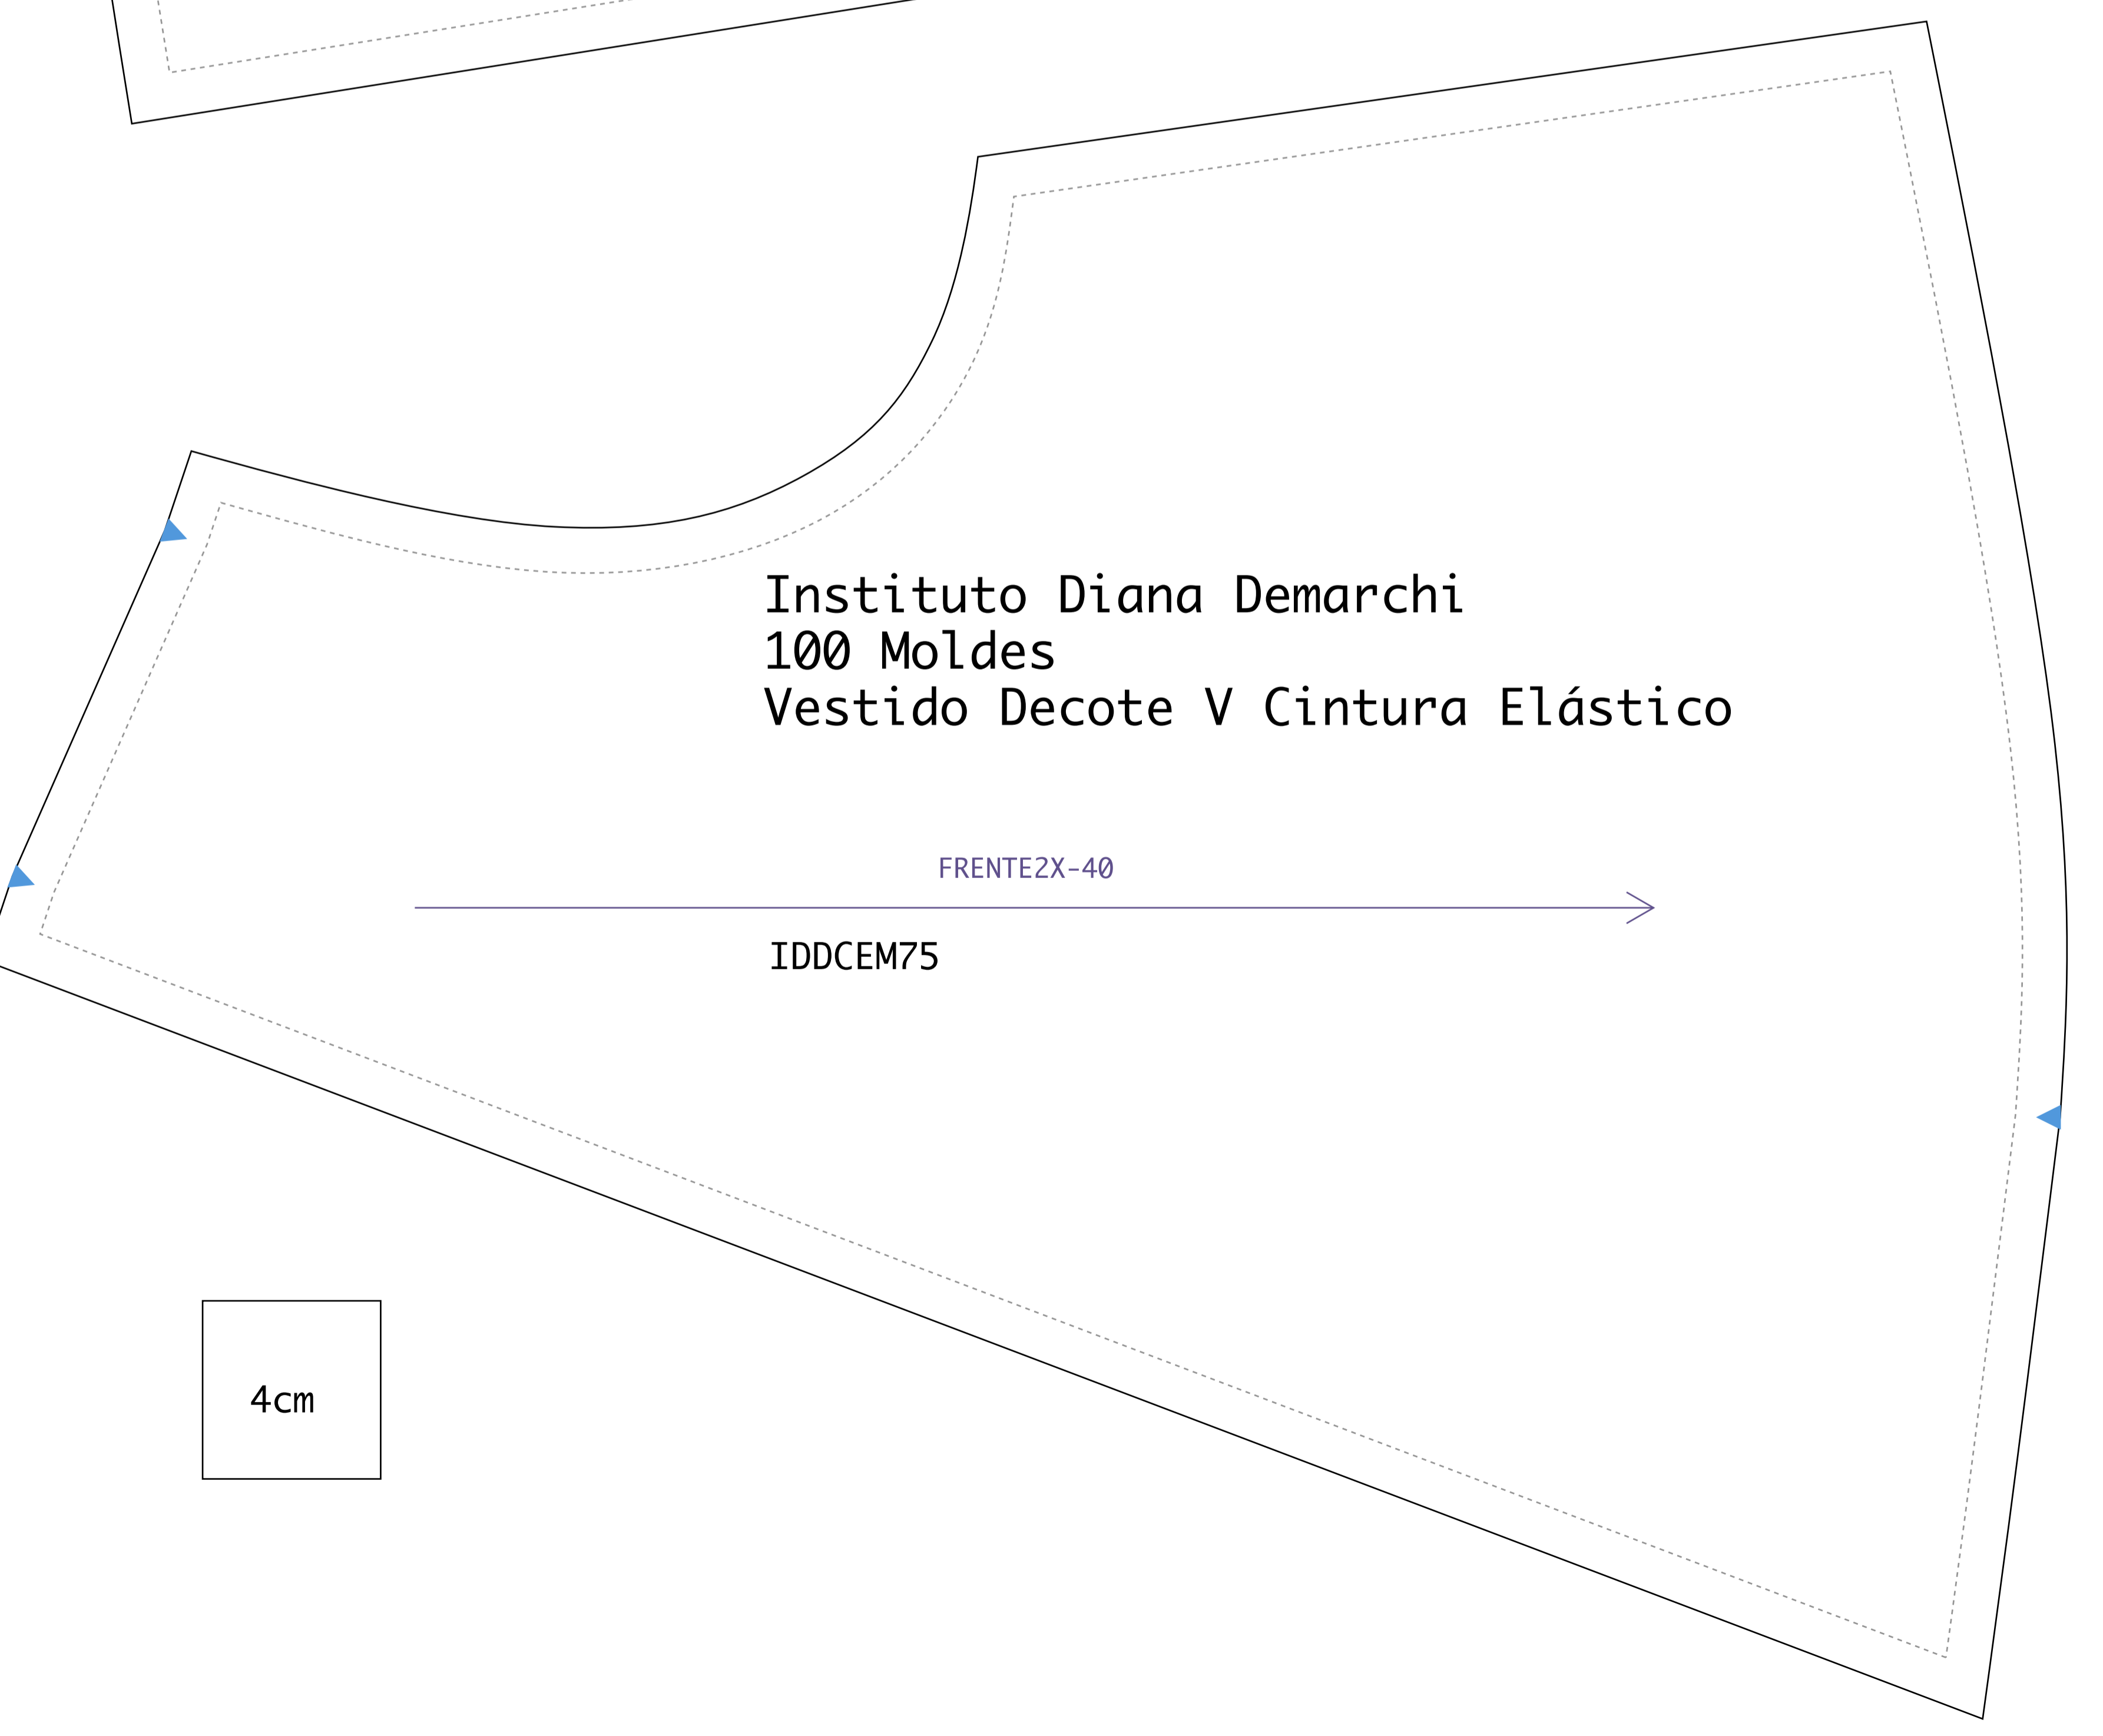 Instituto Diana Demarchi
100 Moldes
Vestido Decote V Cintura Elástico
FRENTE2X-40
IDDCEM75
4cm